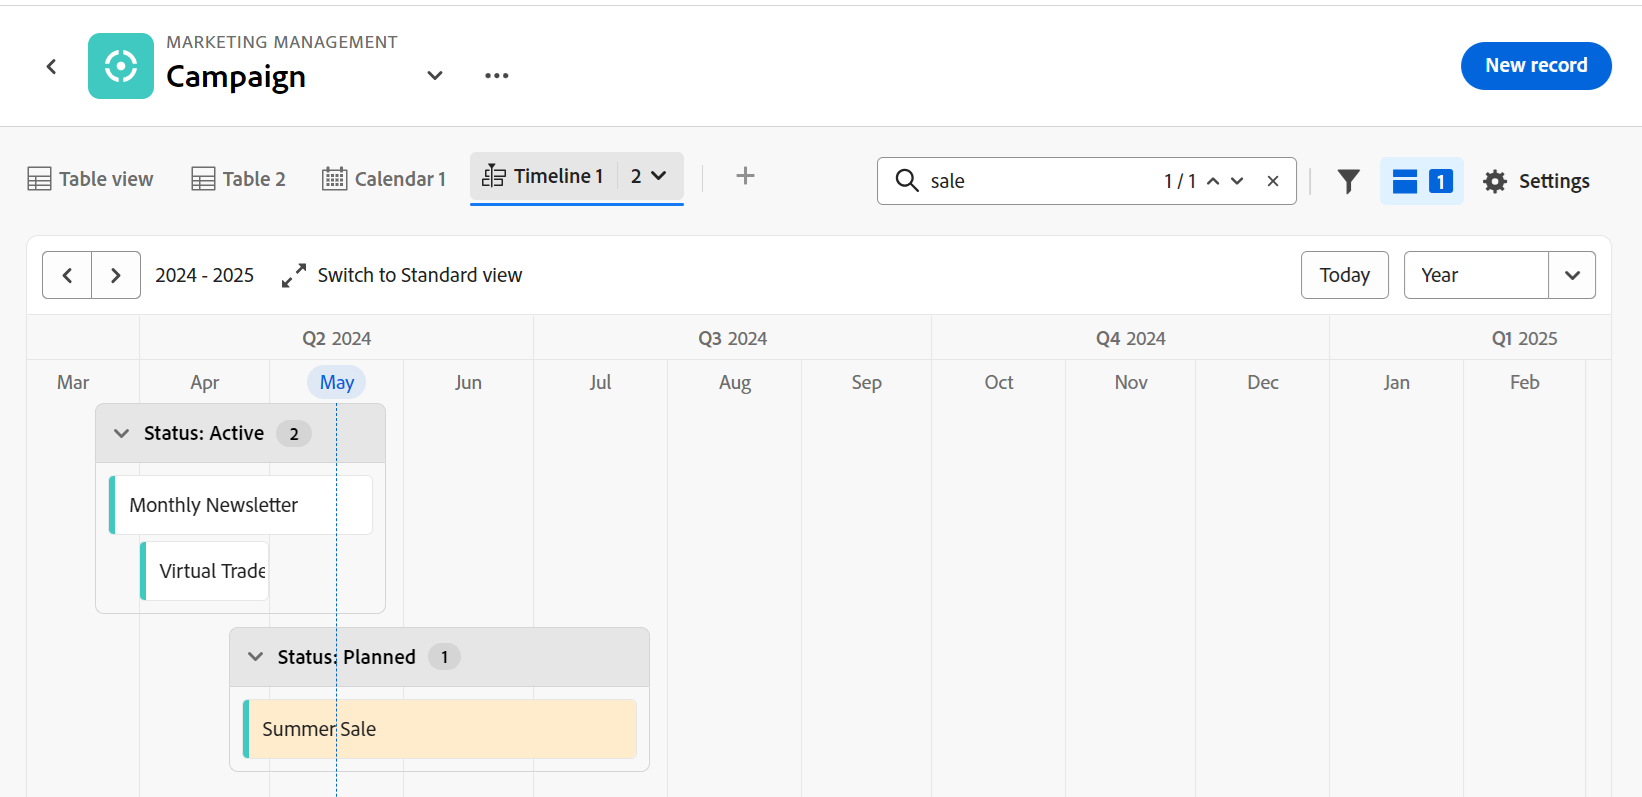 MARKETING MANAGEMENT
Campaign
New record
Table view
Table 2
Calendar 1
Timeline 1 2
sale 1 / 1
1
Settings
2024 - 2025
Switch to Standard view
Today
Year
Q2 2024 Q3 2024 Q4 2024 Q1 2025
Mar Apr May Jun Jul Aug Sep Oct Nov Dec Jan Feb
Status: Active 2
Monthly Newsletter
Virtual Trade
Status: Planned 1
Summer Sale